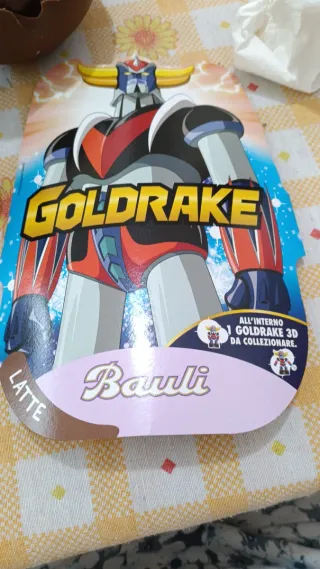 GOLDRAKE
ALL'INTERNO
1 GOLDRAKE 3D
DA COLLEZIONARE.
Bauli
LATTE